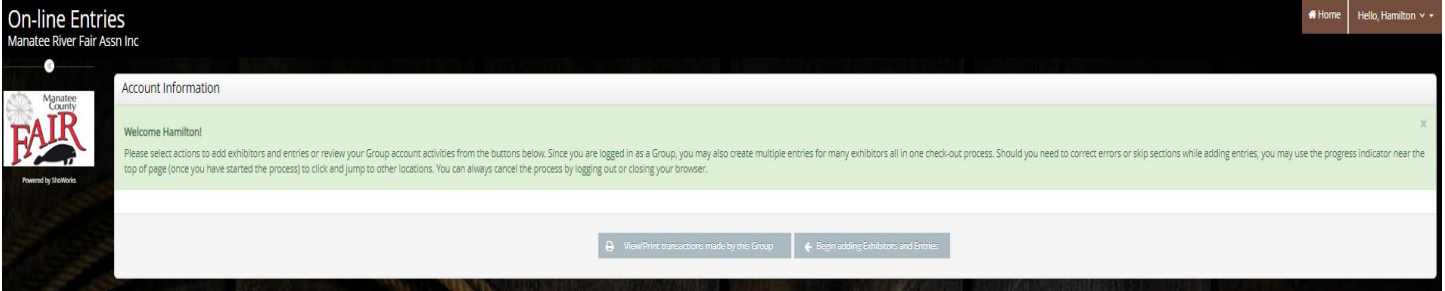 On-line Entries
Manatee River Fair Assn Inc
Home
Hello, Hamilton
Manatee
County
FAIR
Powered by ShoWorks
Account Information
x
Welcome Hamilton!
Please select actions to add exhibitors and entries or review your Group account activities from the buttons below. Since you are logged in as a Group, you may also create multiple entries for many exhibitors all in one check-out process. Should you need to correct errors or skip sections while adding entries, you may use the progress indicator near the
top of page (once you have started the process) to click and jump to other locations. You can always cancel the process by logging out or closing your browser.
View/Print transactions made by this Group
Begin adding Exhibitors and Entries